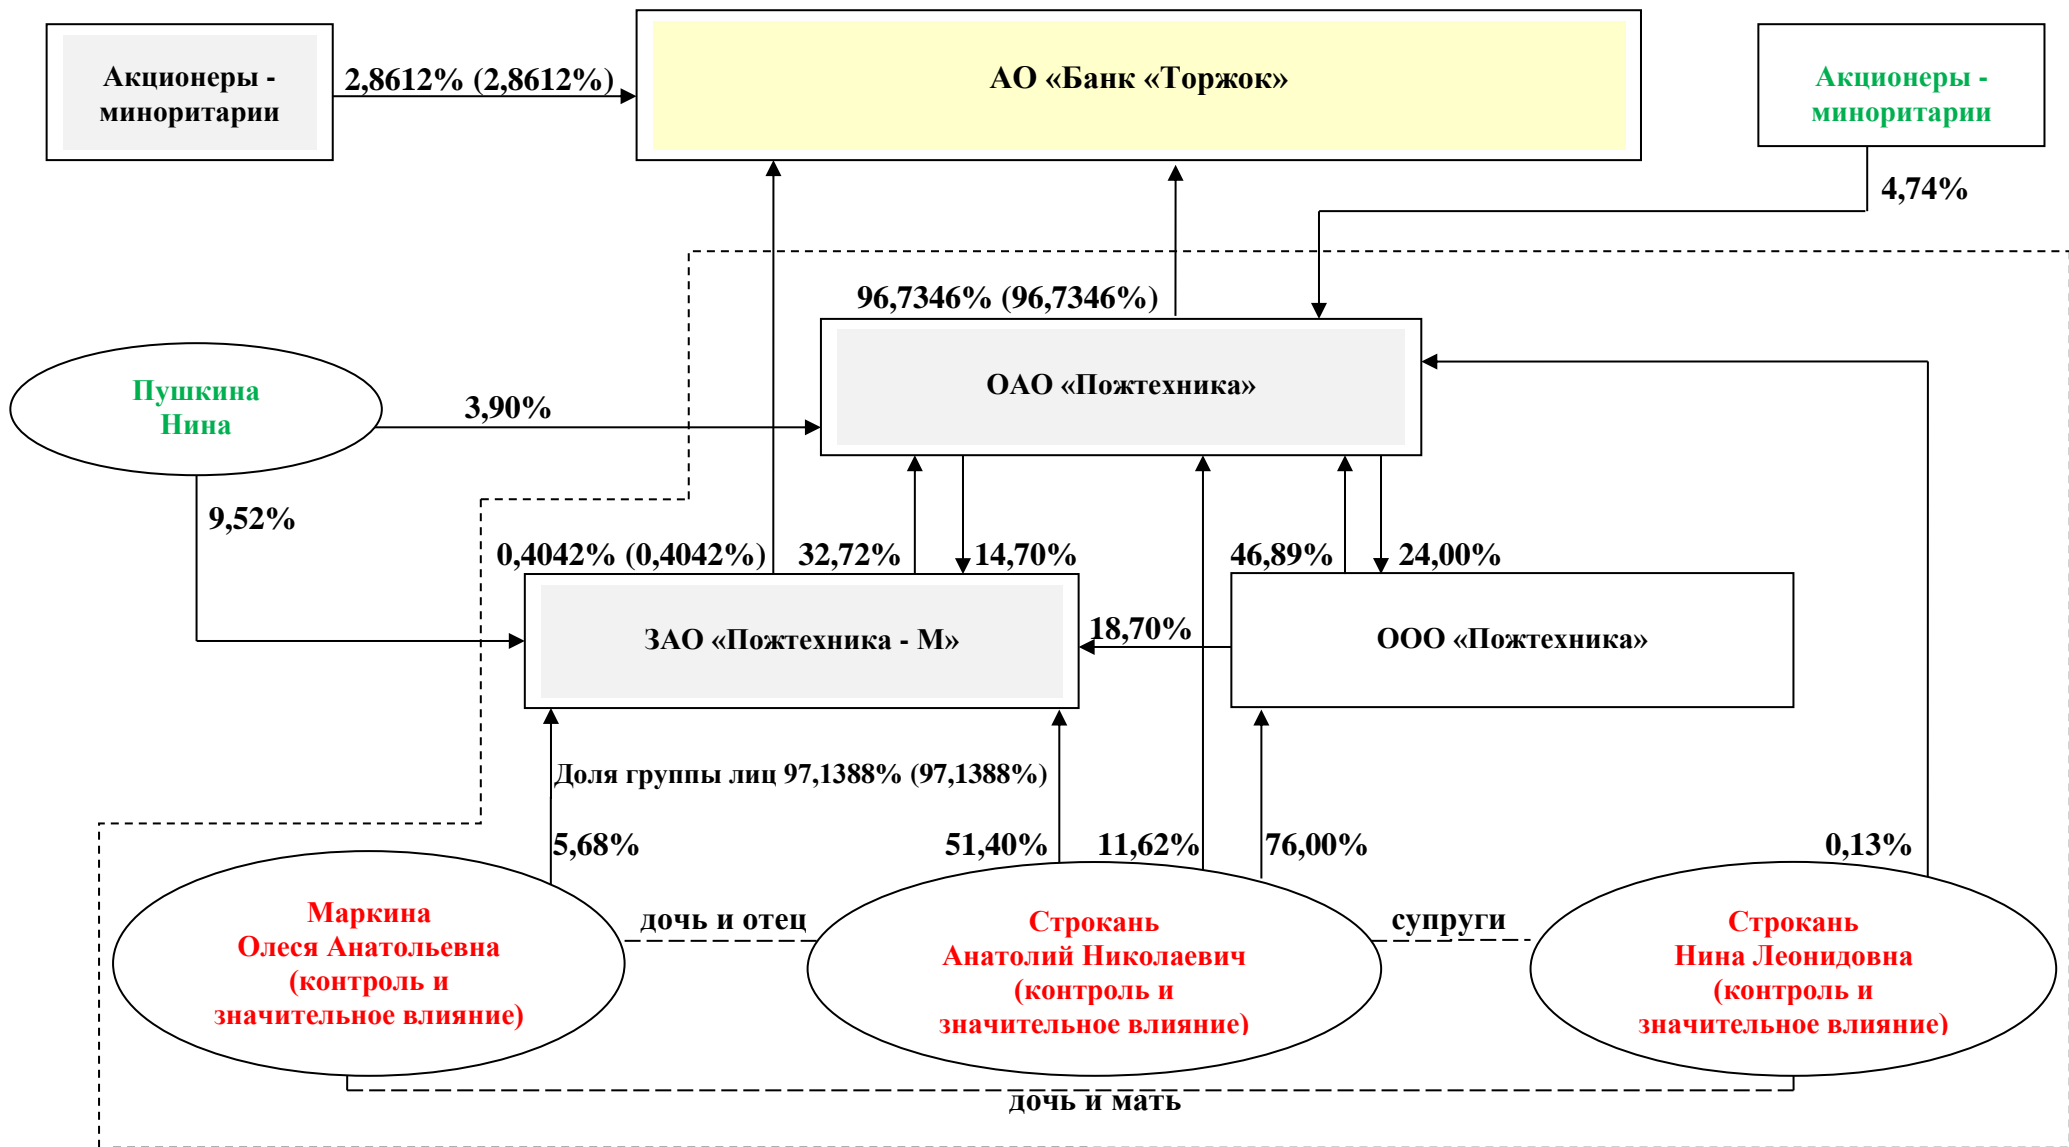 Акционеры -
миноритарии
2,8612% (2,8612%)
АО «Банк «Торжок»
Акционеры -
миноритарии
4,74%
96,7346% (96,7346%)
ОАО «Пожтехника»
Пушкина
Нина
3,90%
9,52%
0,4042% (0,4042%)
32,72%
14,70%
46,89%
24,00%
ЗАО «Пожтехника - М»
18,70%
ООО «Пожтехника»
Доля группы лиц 97,1388% (97,1388%)
5,68%
51,40%
11,62%
76,00%
0,13%
Маркина
Олеся Анатольевна
(контроль и
значительное влияние)
дочь и отец
Строкань
Анатолий Николаевич
(контроль и
значительное влияние)
супруги
Строкань
Нина Леонидовна
(контроль и
значительное влияние)
дочь и мать